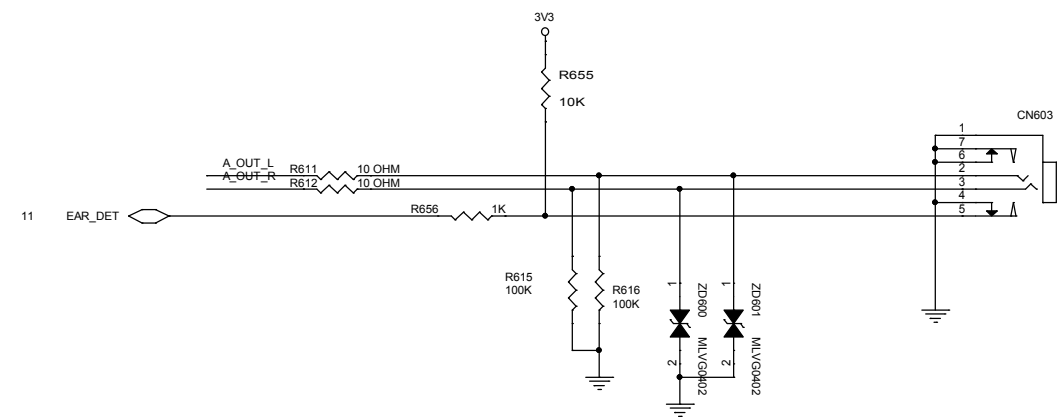 3V3
R655
10K
CN603
1
7
6
2
3
4
5
A_OUT_L
R611
10 OHM
A_OUT_R
R612
10 OHM
11
EAR_DET
R656
1K
R615
100K
R616
100K
1
ZD600
MLVG0402
2
1
ZD601
MLVG0402
2